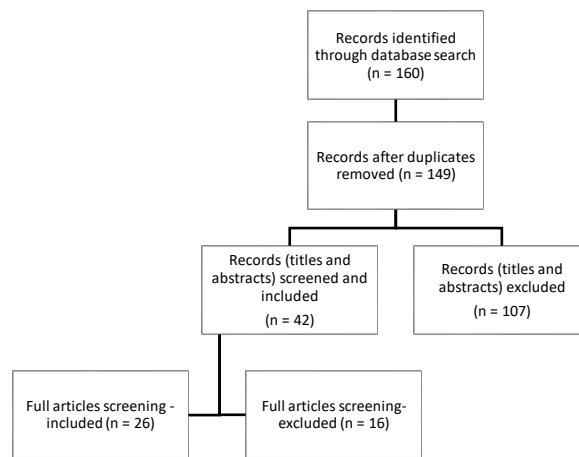 Records identified
through database search
(n = 160)
Records after duplicates
removed (n = 149)
Records (titles and
abstracts) screened and
included
(n = 42)
Records (titles and
abstracts) excluded
(n = 107)
Full articles screening -
included (n = 26)
Full articles screening-
excluded (n = 16)